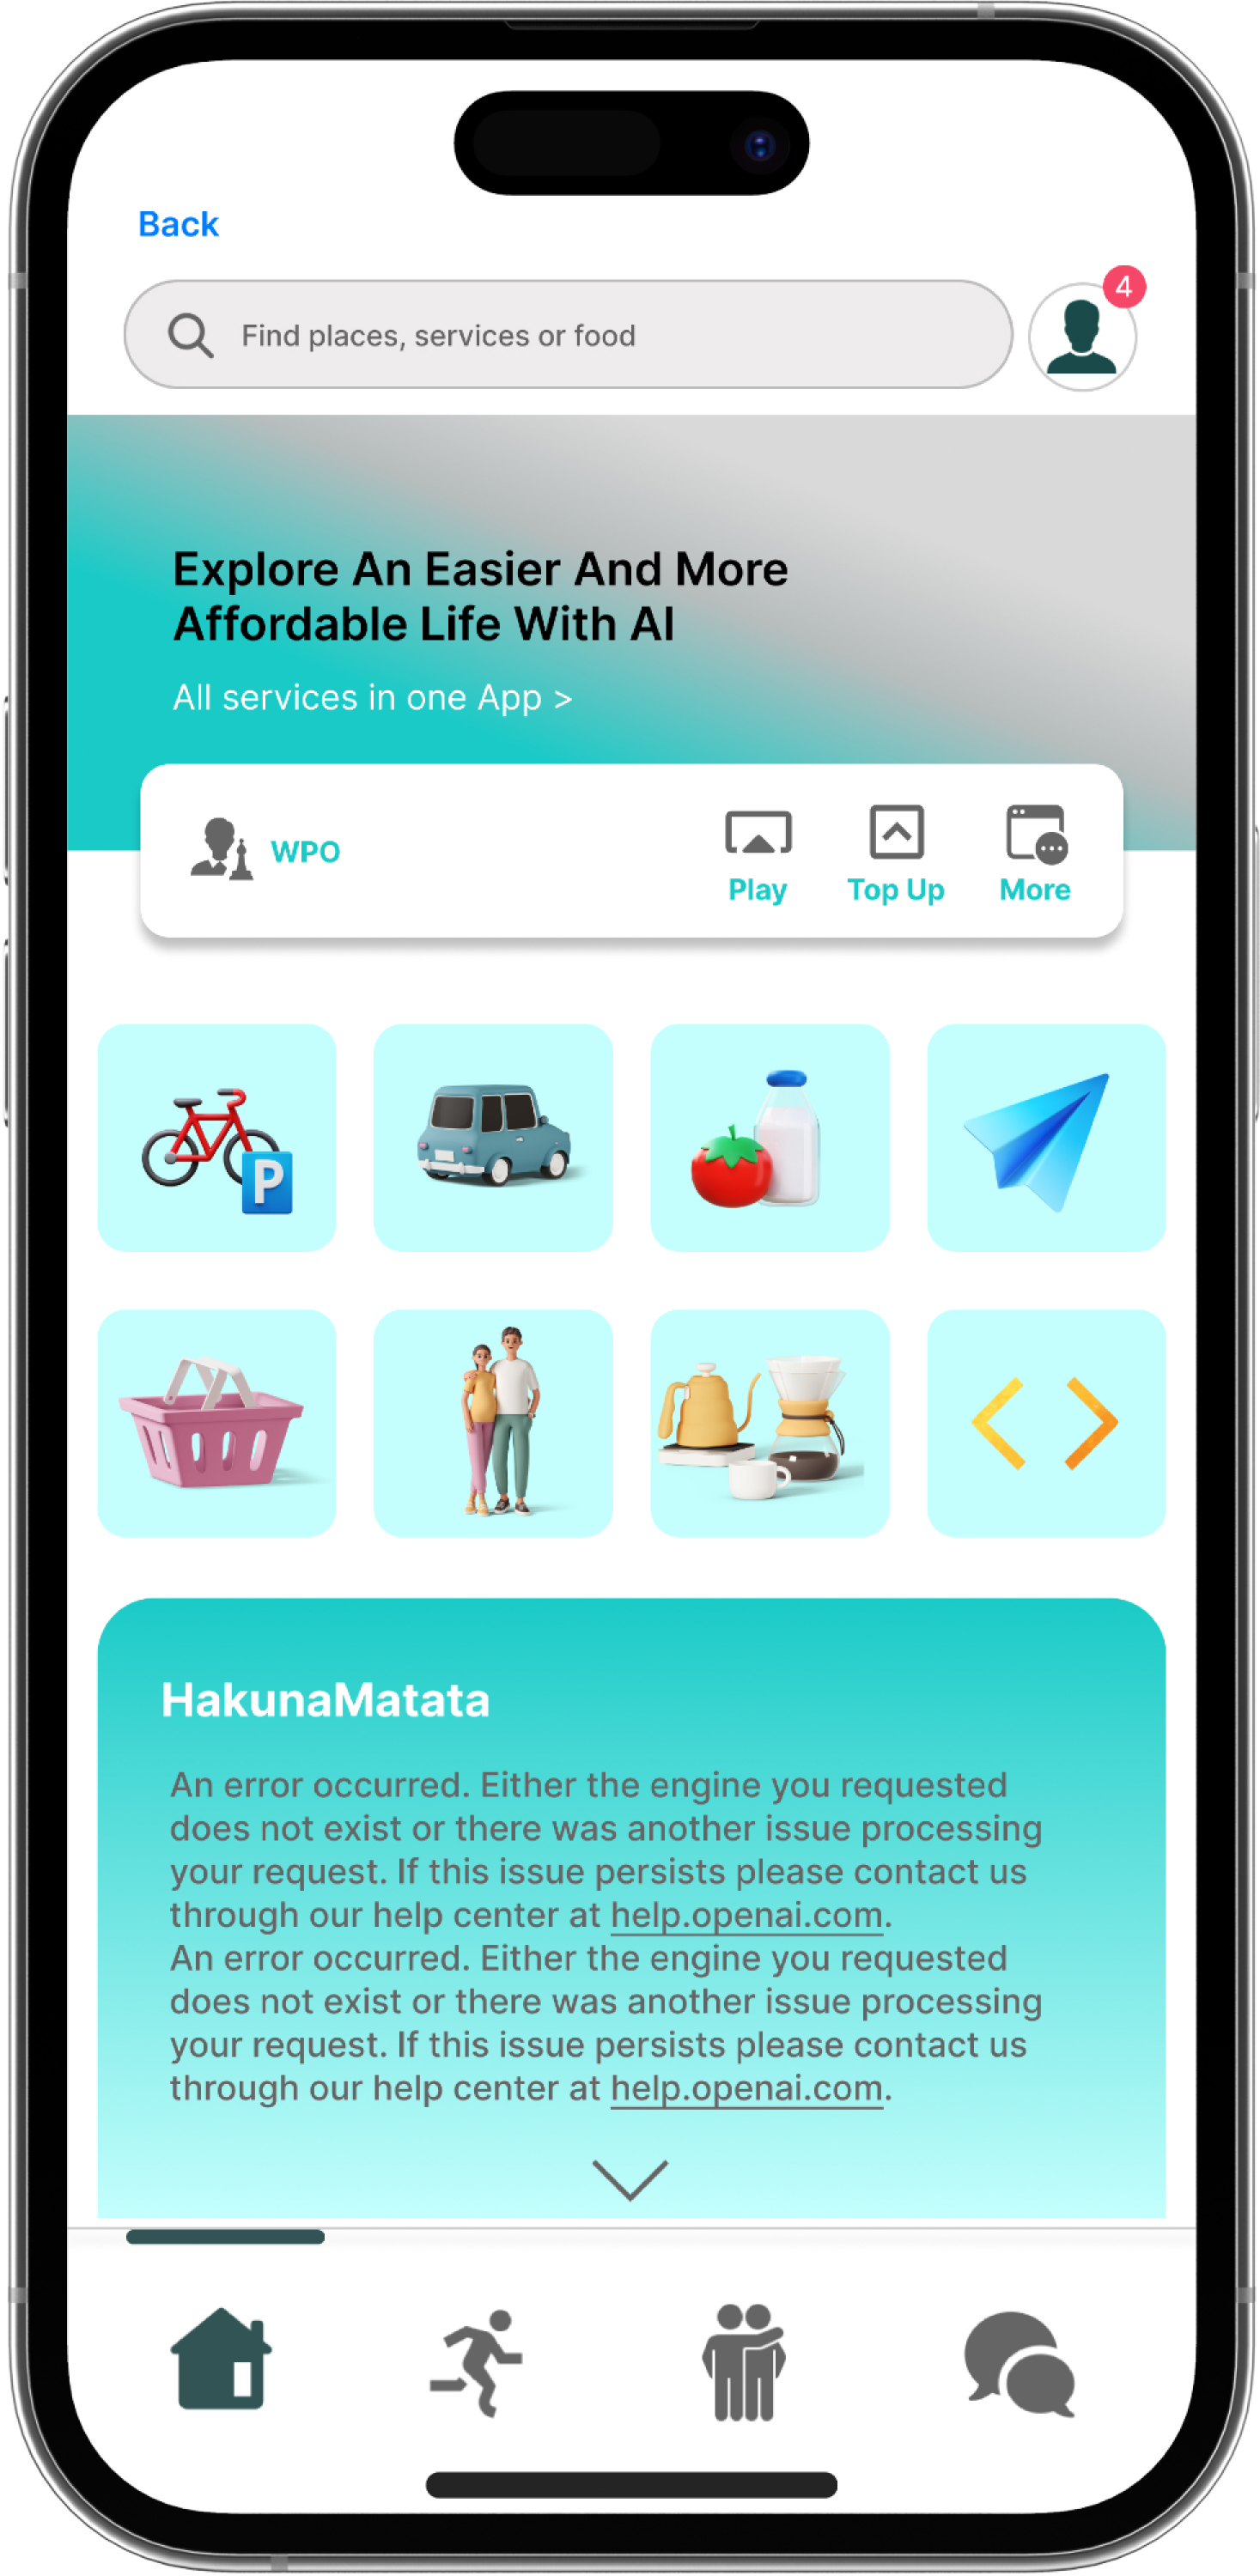 Back
Find places, services or food
4
Explore An Easier And More
Affordable Life With AI
All services in one App >
WPO
Play
Top Up
More
P
HakunaMatata
An error occurred. Either the engine you requested
does not exist or there was another issue processing
your request. If this issue persists please contact us
through our help center at help.openai.com.
An error occurred. Either the engine you requested
does not exist or there was another issue processing
your request. If this issue persists please contact us
through our help center at help.openai.com.